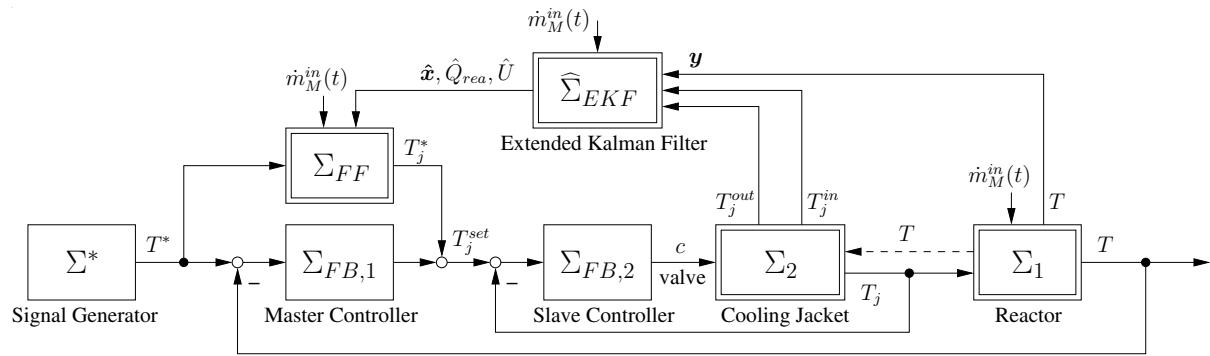 ṁ_M^in(t)
x̂, Q̂_rea, Û
y
ṁ_M^in(t)
Σ̂_EKF
Extended Kalman Filter
Σ_FF
T_j^*
T_j^out
T_j^in
ṁ_M^in(t)
T
Σ*
T*
Σ_FB,1
T_j^set
Σ_FB,2
c
valve
Σ_2
T
Σ_1
T
–
–
T_j
Signal Generator
Master Controller
Slave Controller
Cooling Jacket
Reactor